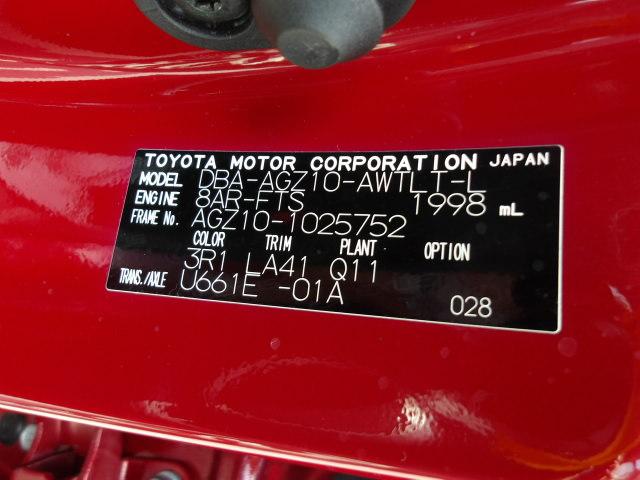 TOYOTA MOTOR CORPORATION JAPAN
MODEL DBA-AGZ10-AWTLT-L
ENGINE 8AR-FTS 1998 mL
FRAME No. AGZ10-1025752
COLOR TRIM PLANT OPTION
3R1 LA41 Q11
TRANS./AXLE U661E -01A
028